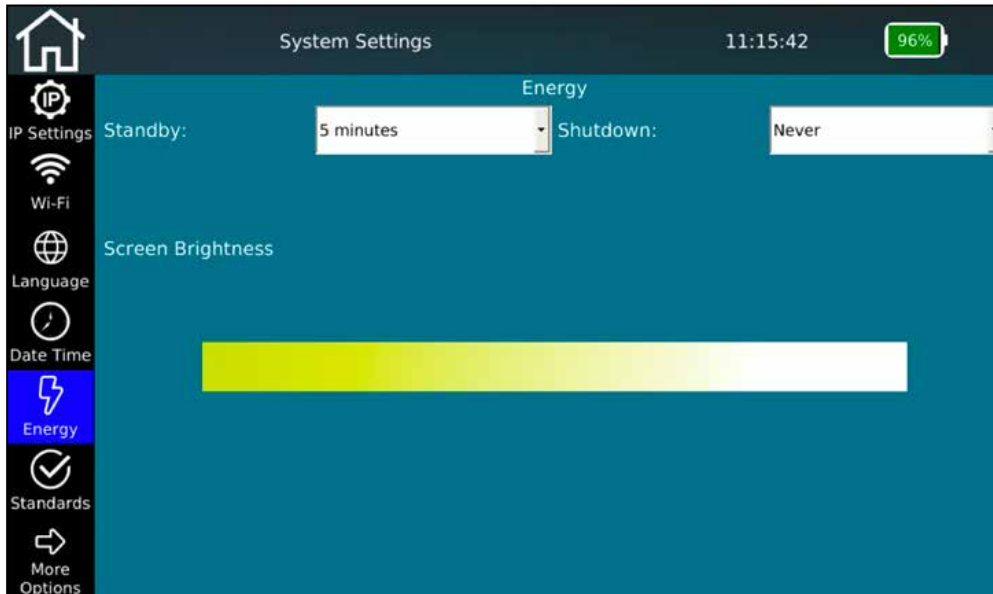 System Settings
11:15:42
96%
IP
IP Settings
Wi-Fi
Language
Date Time
Energy
Standards
More
Options
Energy
Standby:
5 minutes
Shutdown:
Never
Screen Brightness